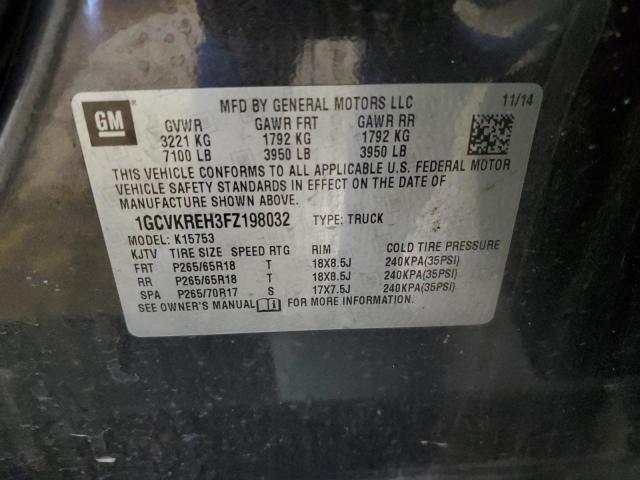 GM
MFD BY GENERAL MOTORS LLC 11/14
GVWR GAWR FRT GAWR RR
3221 KG 1792 KG 1792 KG
7100 LB 3950 LB 3950 LB
THIS VEHICLE CONFORMS TO ALL APPLICABLE U.S. FEDERAL MOTOR
VEHICLE SAFETY STANDARDS IN EFFECT ON THE DATE OF
MANUFACTURE SHOWN ABOVE.
1GCVKREH3FZ198032 TYPE: TRUCK
MODEL: K15753
KJTV TIRE SIZE SPEED RTG RIM COLD TIRE PRESSURE
FRT P265/65R18 T 18X8.5J 240KPA(35PSI)
RR P265/65R18 T 18X8.5J 240KPA(35PSI)
SPA P265/70R17 S 17X7.5J 240KPA(35PSI)
SEE OWNER'S MANUAL FOR MORE INFORMATION.